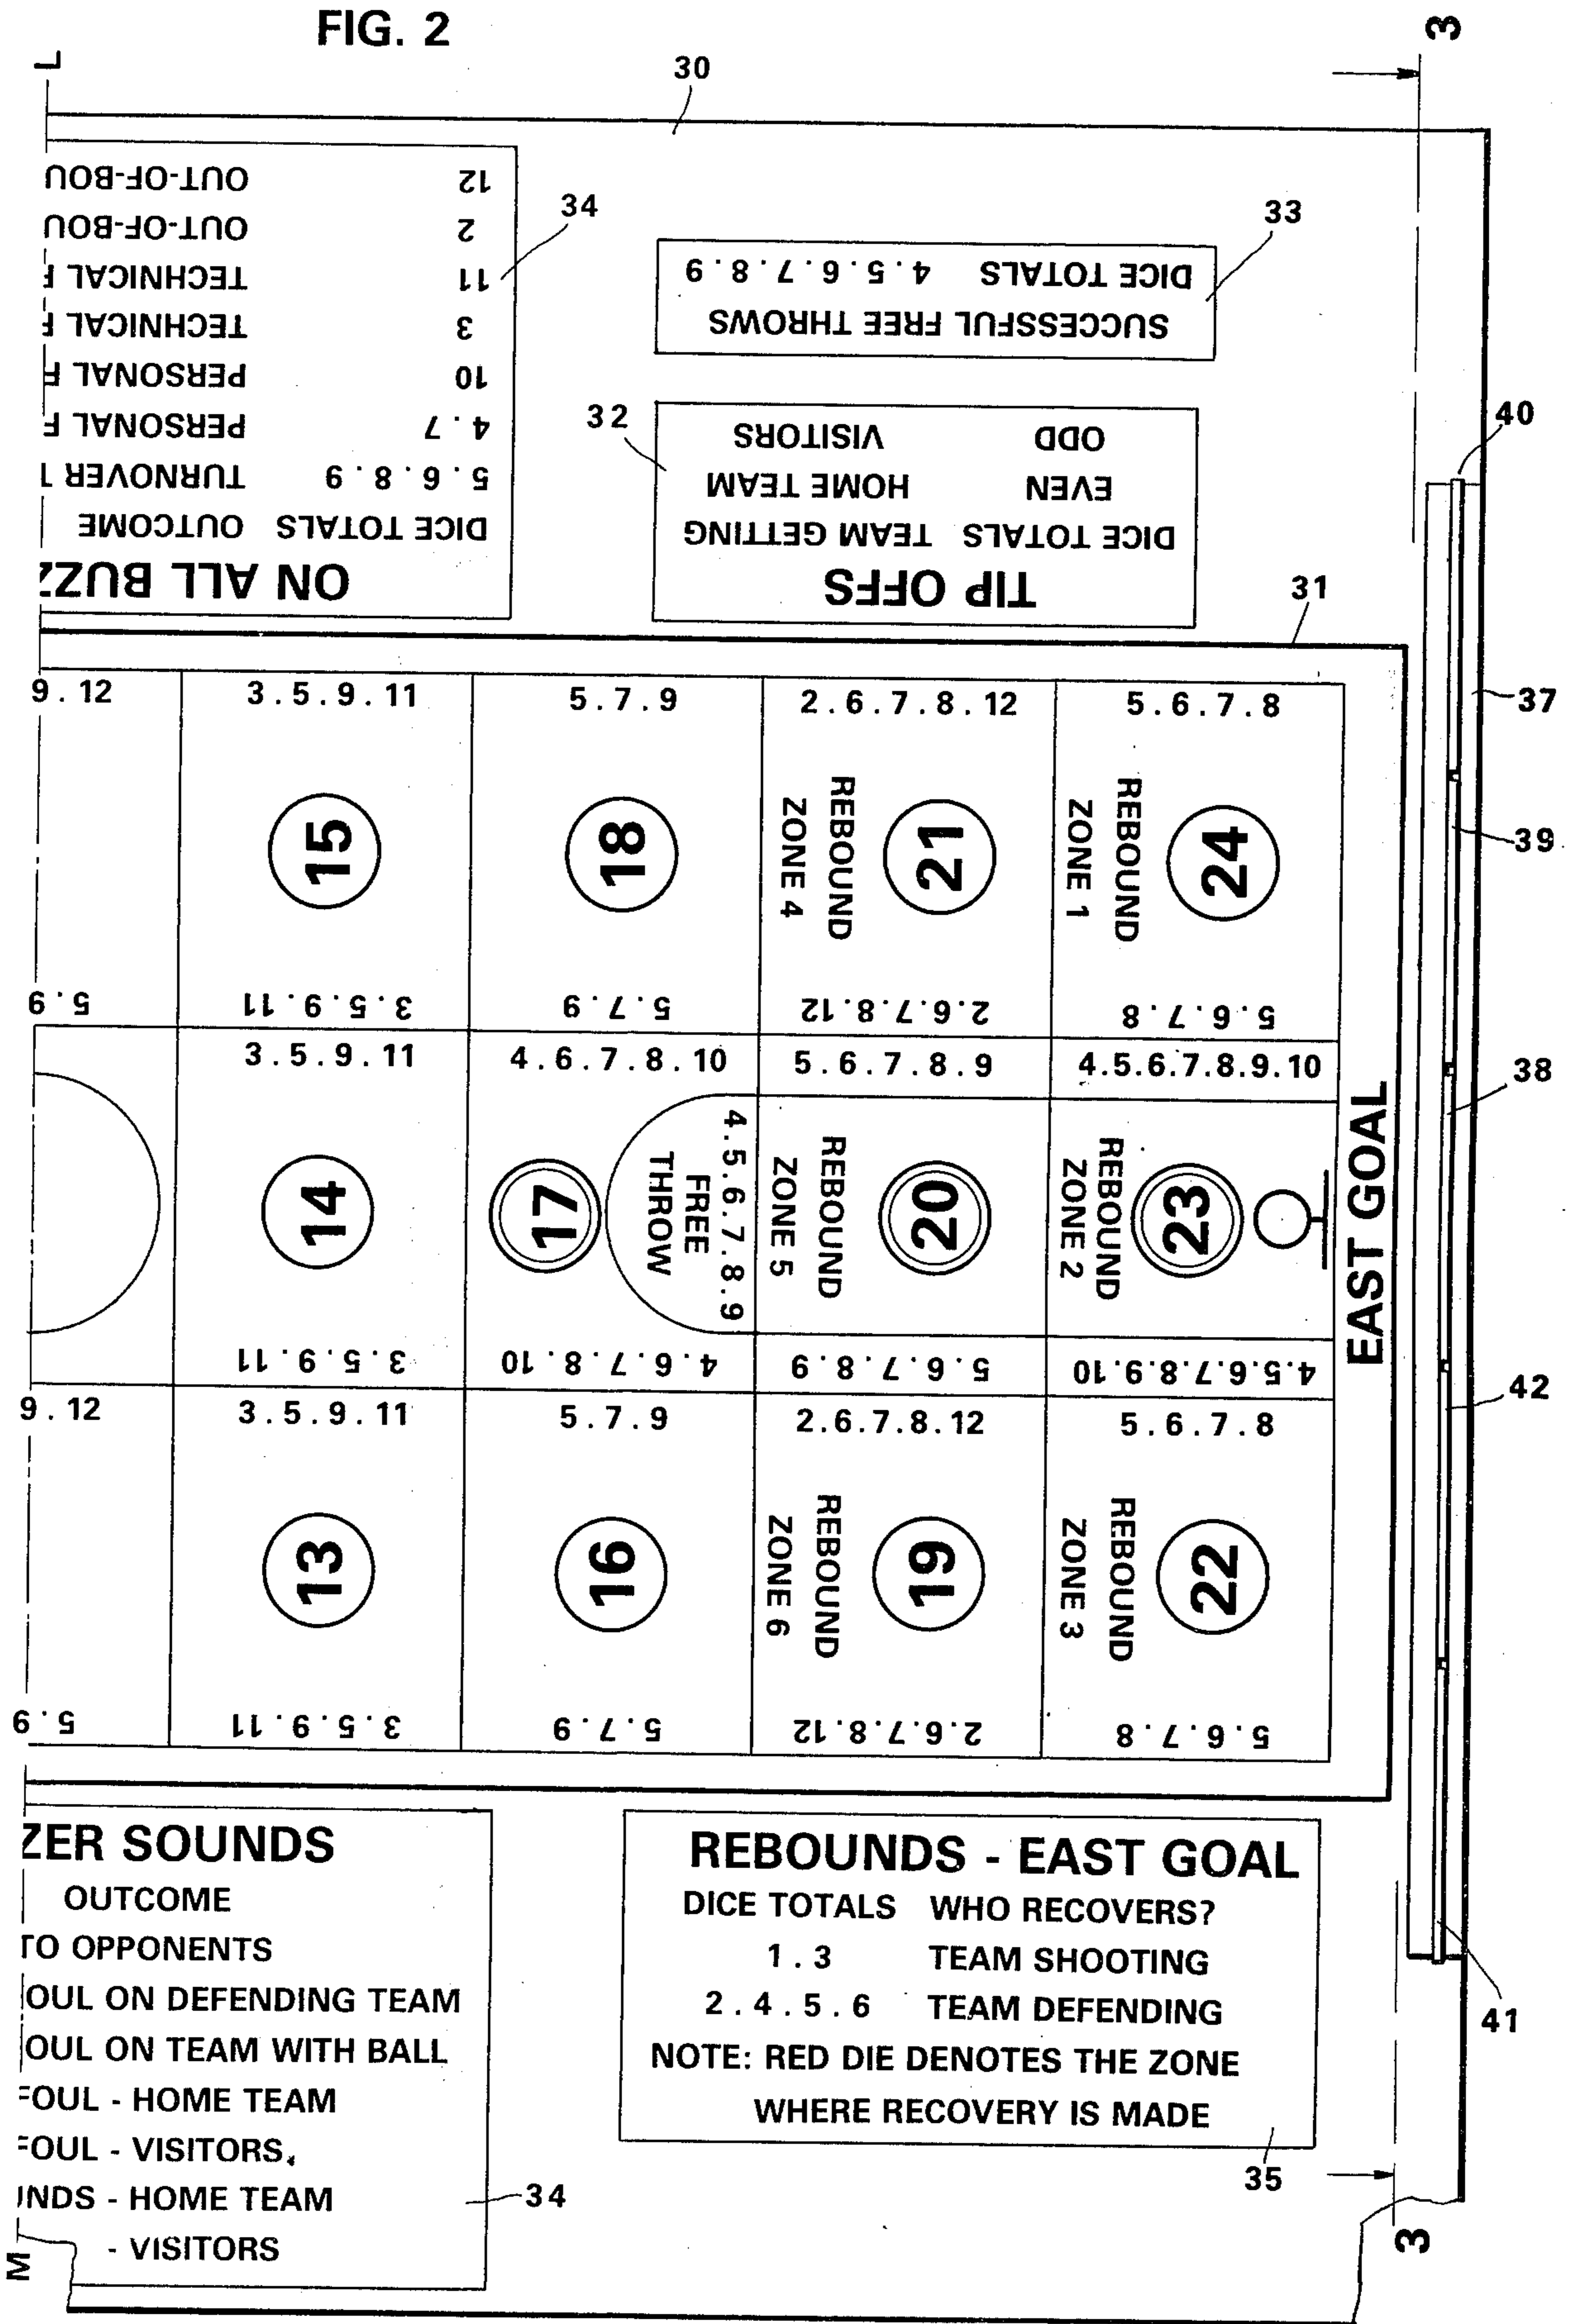 FIG. 2
L
3
30
34
33
32
40
31
37
39
38
42
41
35
34
3
M
ON ALL BUZZ
DICE TOTALS OUTCOME
5 . 6 . 8 . 9 TURNOVER T
4 . 7 PERSONAL F
10 PERSONAL F
3 TECHNICAL F
11 TECHNICAL F
2 OUT-OF-BOU
12 OUT-OF-BOU
SUCCESSFUL FREE THROWS
DICE TOTALS 4 . 5 . 6 . 7 . 8 . 9
TIP OFFS
DICE TOTALS TEAM GETTING
EVEN HOME TEAM
ODD VISITORS
9 . 12 3 . 5 . 9 . 11 5 . 7 . 9 2 . 6 . 7 . 8 . 12 5 . 6 . 7 . 8
15
18
REBOUND
ZONE 4
21
REBOUND
ZONE 1
24
5 . 9 3 . 5 . 9 . 11 5 . 7 . 9 2 . 6 . 7 . 8 . 12 5 . 6 . 7 . 8
3 . 5 . 9 . 11 4 . 6 . 7 . 8 . 10 5 . 6 . 7 . 8 . 9 4.5.6.7.8.9.10
14
17
4 . 5 . 6 . 7 . 8 . 9
FREE
THROW
REBOUND
ZONE 5
20
REBOUND
ZONE 2
23
EAST GOAL
3 . 5 . 9 . 11 4 . 6 . 7 . 8 . 10 5 . 6 . 7 . 8 . 9 4.5.6.7.8.9.10
9 . 12 3 . 5 . 9 . 11 5 . 7 . 9 2 . 6 . 7 . 8 . 12 5 . 6 . 7 . 8
13
16
REBOUND
ZONE 6
19
REBOUND
ZONE 3
22
5 . 9 3 . 5 . 9 . 11 5 . 7 . 9 2 . 6 . 7 . 8 . 12 5 . 6 . 7 . 8
ZER SOUNDS
OUTCOME
TO OPPONENTS
OUL ON DEFENDING TEAM
OUL ON TEAM WITH BALL
FOUL - HOME TEAM
FOUL - VISITORS
UNDS - HOME TEAM
- VISITORS
REBOUNDS - EAST GOAL
DICE TOTALS WHO RECOVERS?
1 . 3 TEAM SHOOTING
2 . 4 . 5 . 6 TEAM DEFENDING
NOTE: RED DIE DENOTES THE ZONE
WHERE RECOVERY IS MADE